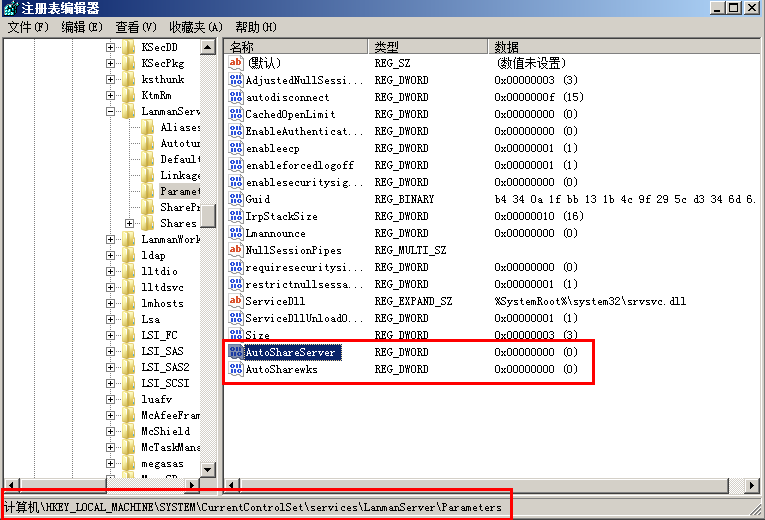 注册表编辑器
文件(F) 编辑(E) 查看(V) 收藏夹(A) 帮助(H)
KSecDD
KSecPkg
ksthunk
KtmRm
LanmanServ
Aliases
Autotun
Default
Linkage
Paramet
SharePr
Shares
LanmanWork
ldap
lltdio
lltdsvc
lmhosts
Lsa
LSI_FC
LSI_SAS
LSI_SAS2
LSI_SCSI
luafv
McAfeeFram
McShield
McTaskMana
megasas
名称 类型 数据
(默认) REG_SZ (数值未设置)
AdjustedNullSessi... REG_DWORD 0x00000003 (3)
autodisconnect REG_DWORD 0x0000000f (15)
CachedOpenLimit REG_DWORD 0x00000000 (0)
EnableAuthenticat... REG_DWORD 0x00000000 (0)
enableecp REG_DWORD 0x00000001 (1)
enableforcedlogoff REG_DWORD 0x00000001 (1)
enablesecuritysig... REG_DWORD 0x00000000 (0)
Guid REG_BINARY b4 34 0a 1f bb 13 1b 4c 9f 29 5c d3 34 6d 6.
IrpStackSize REG_DWORD 0x00000010 (16)
Lmannounce REG_DWORD 0x00000000 (0)
NullSessionPipes REG_MULTI_SZ
requiresecuritysi... REG_DWORD 0x00000000 (0)
restrictnullsessa... REG_DWORD 0x00000001 (1)
ServiceDll REG_EXPAND_SZ %SystemRoot%\system32\srvsvc.dll
ServiceDllUnloadO... REG_DWORD 0x00000001 (1)
Size REG_DWORD 0x00000003 (3)
AutoShareServer REG_DWORD 0x00000000 (0)
AutoSharewks REG_DWORD 0x00000000 (0)
计算机\HKEY_LOCAL_MACHINE\SYSTEM\CurrentControlSet\services\LanmanServer\Parameters